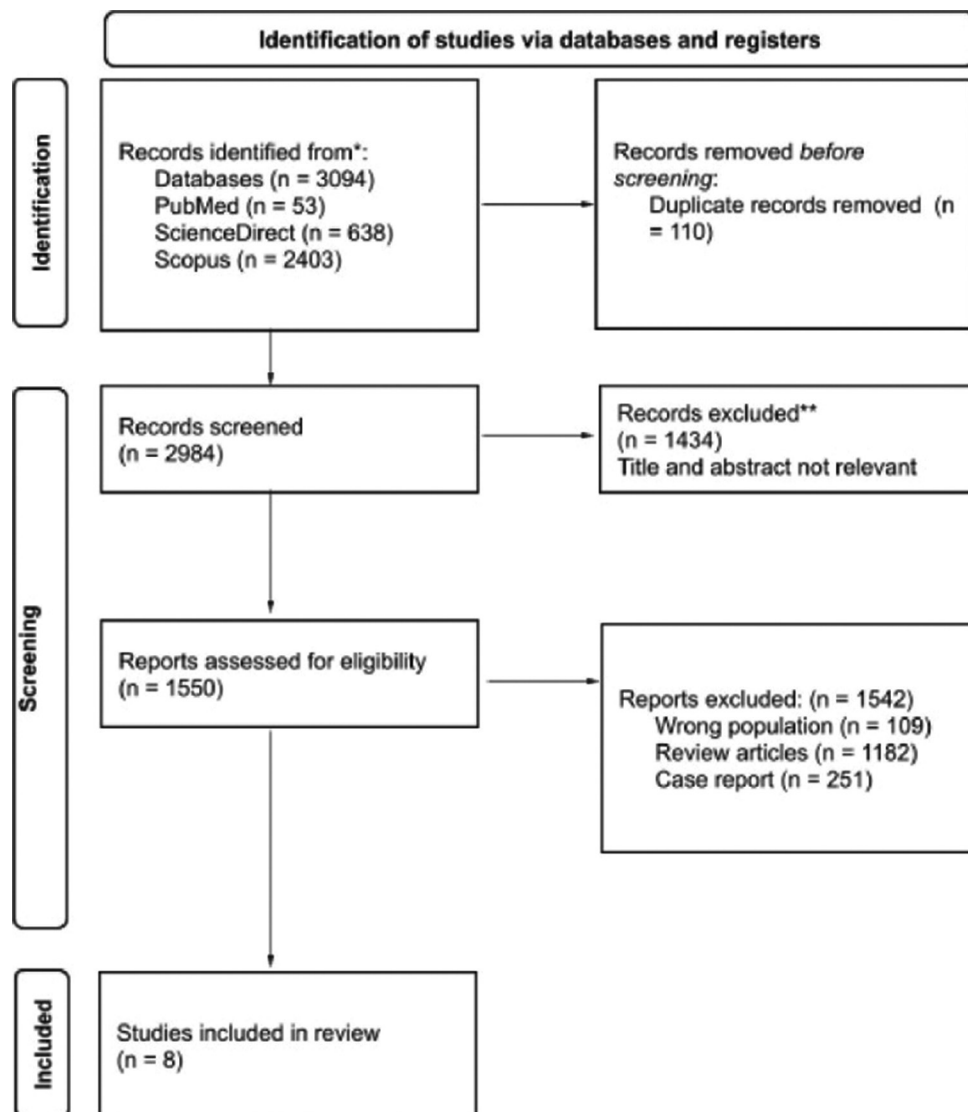 Identification of studies via databases and registers
Identification
Records identified from*:
Databases (n = 3094)
PubMed (n = 53)
ScienceDirect (n = 638)
Scopus (n = 2403)
Records removed before
screening:
Duplicate records removed (n
= 110)
Screening
Records screened
(n = 2984)
Records excluded**
(n = 1434)
Title and abstract not relevant
Reports assessed for eligibility
(n = 1550)
Reports excluded: (n = 1542)
Wrong population (n = 109)
Review articles (n = 1182)
Case report (n = 251)
Included
Studies included in review
(n = 8)